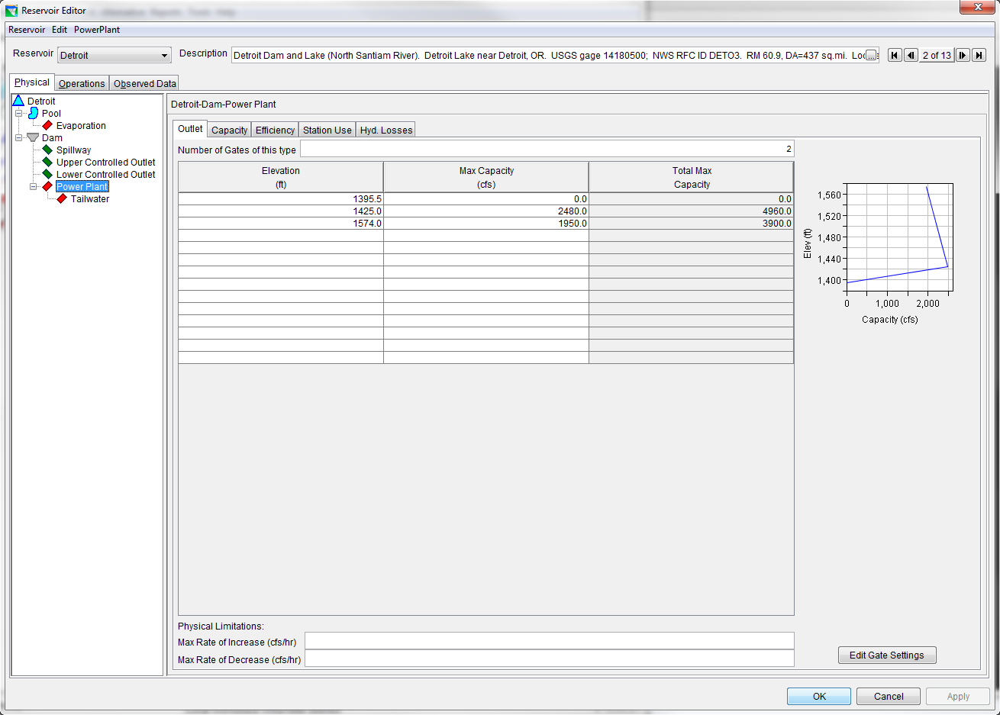 Reservoir Editor
Reservoir Edit PowerPlant
Reservoir Detroit Description Detroit Dam and Lake (North Santiam River). Detroit Lake near Detroit, OR. USGS gage 14180500; NWS RFC ID DETO3. RM 60.9, DA=437 sq.mi. ... 2 of 13
Physical Operations Observed Data
Detroit
Pool
Evaporation
Dam
Spillway
Upper Controlled Outlet
Lower Controlled Outlet
Power Plant
Tailwater
Detroit-Dam-Power Plant
Outlet Capacity Efficiency Station Use Hyd. Losses
Number of Gates of this type 2
Elevation Max Capacity Total Max
(ft) (cfs) Capacity
1395.5 0.0 0.0
1425.0 2480.0 4960.0
1574.0 1950.0 3900.0
Elev (ft)
1,560
1,520
1,480
1,440
1,400
0 1,000 2,000
Capacity (cfs)
Physical Limitations:
Max Rate of Increase (cfs/hr)
Max Rate of Decrease (cfs/hr)
Edit Gate Settings
OK Cancel Apply